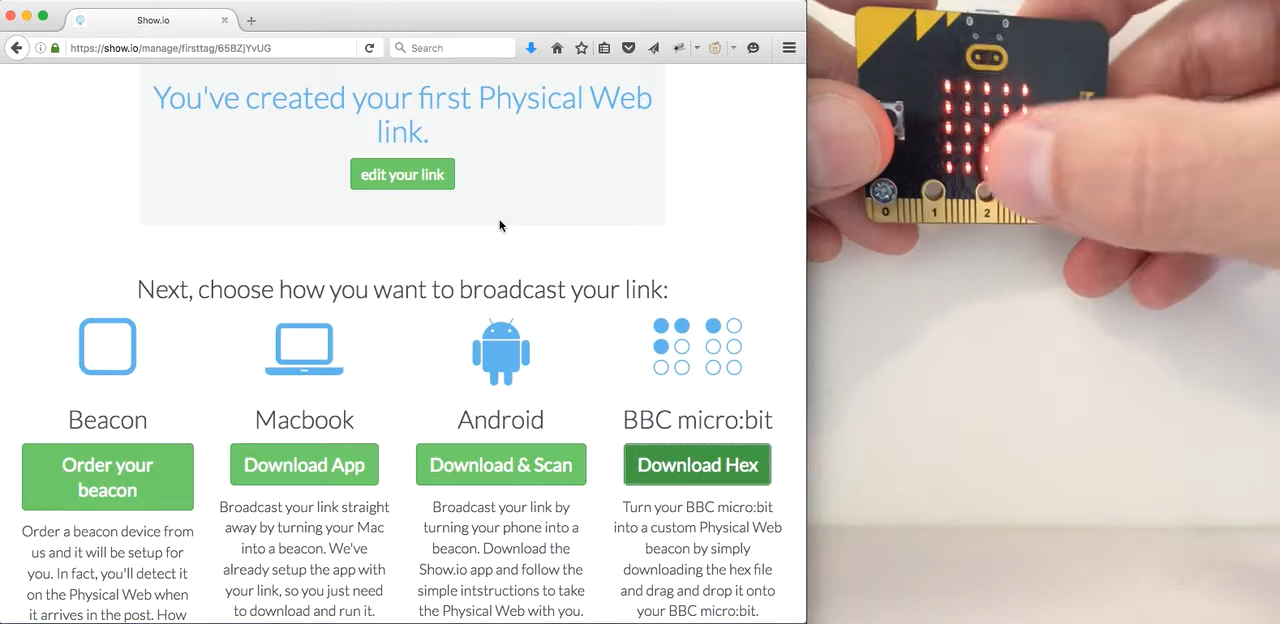 Show.io
https://show.io/manage/firsttag/65BZjYvUG
Search
You've created your first Physical Web
link.
edit your link
Next, choose how you want to broadcast your link:
Beacon
Order your
beacon
Order a beacon device from
us and it will be setup for
you. In fact, you'll detect it
on the Physical Web when
it arrives in the post. How
Macbook
Download App
Broadcast your link straight
away by turning your Mac
into a beacon. We've
already setup the app with
your link, so you just need
to download and run it.
Android
Download & Scan
Broadcast your link by
turning your phone into a
beacon. Download the
Show.io app and follow the
simple intstructions to take
the Physical Web with you.
BBC micro:bit
Download Hex
Turn your BBC micro:bit
into a custom Physical Web
beacon by simply
downloading the hex file
and drag and drop it onto
your BBC micro:bit.
0 1 2